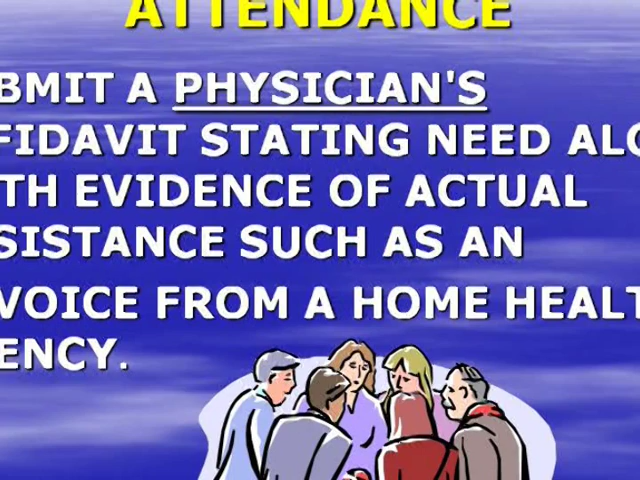 ATTENDANCE
BMIT A PHYSICIAN'S
FIDAVIT STATING NEED ALO
TH EVIDENCE OF ACTUAL
SISTANCE SUCH AS AN
VOICE FROM A HOME HEALT
ENCY.